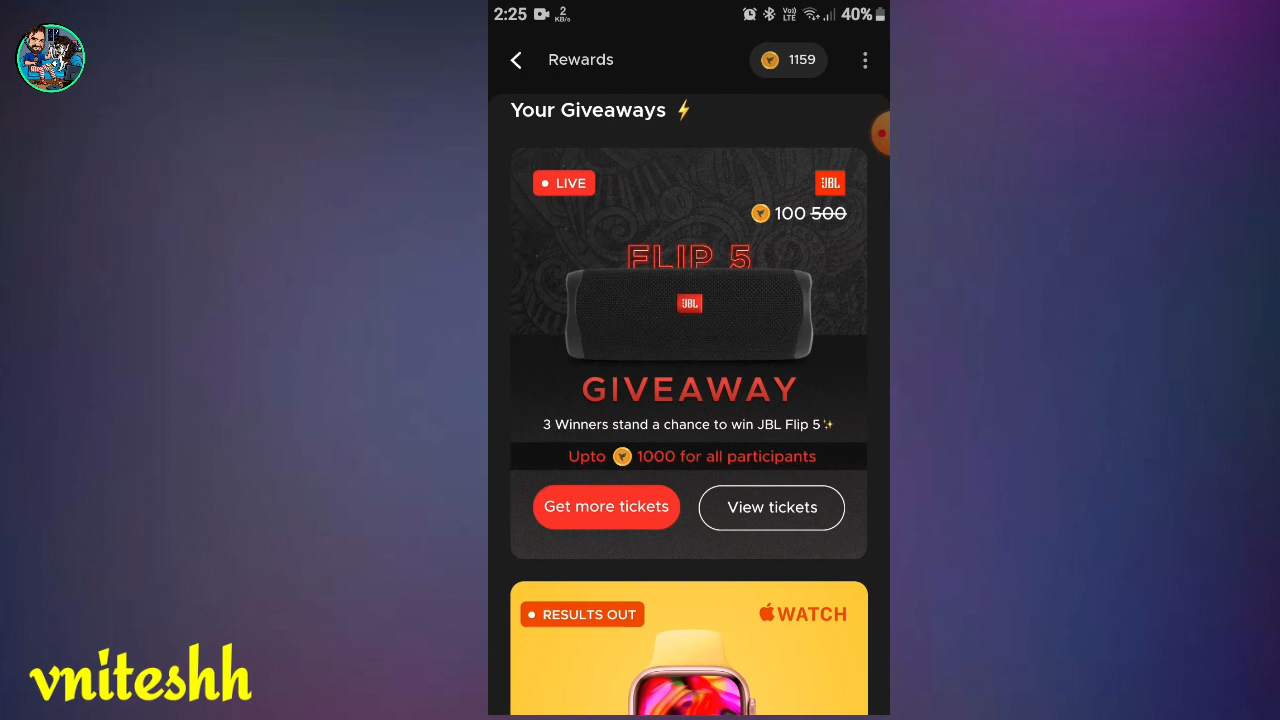 2:25 2 KB/s Vo) LTE 40%
Rewards 1159
Your Giveaways ⚡
LIVE JBL
100 500
FLIP 5
JBL
GIVEAWAY
3 Winners stand a chance to win JBL Flip 5✨
Upto 1000 for all participants
Get more tickets View tickets
RESULTS OUT WATCH
vniteshh